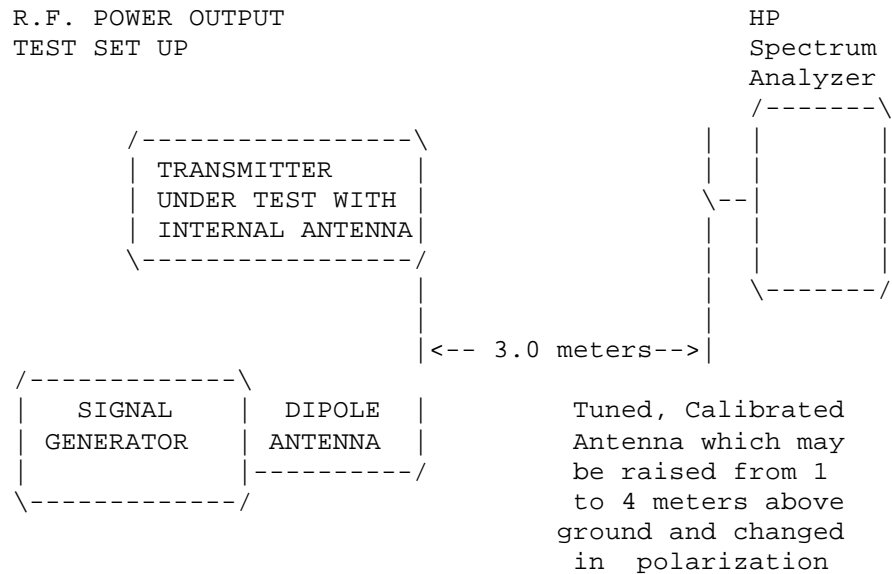 R.F. POWER OUTPUT
TEST SET UP
HP
Spectrum
Analyzer
TRANSMITTER
UNDER TEST WITH
INTERNAL ANTENNA
<-- 3.0 meters-->
SIGNAL
GENERATOR
DIPOLE
ANTENNA
Tuned, Calibrated
Antenna which may
be raised from 1
to 4 meters above
ground and changed
in polarization